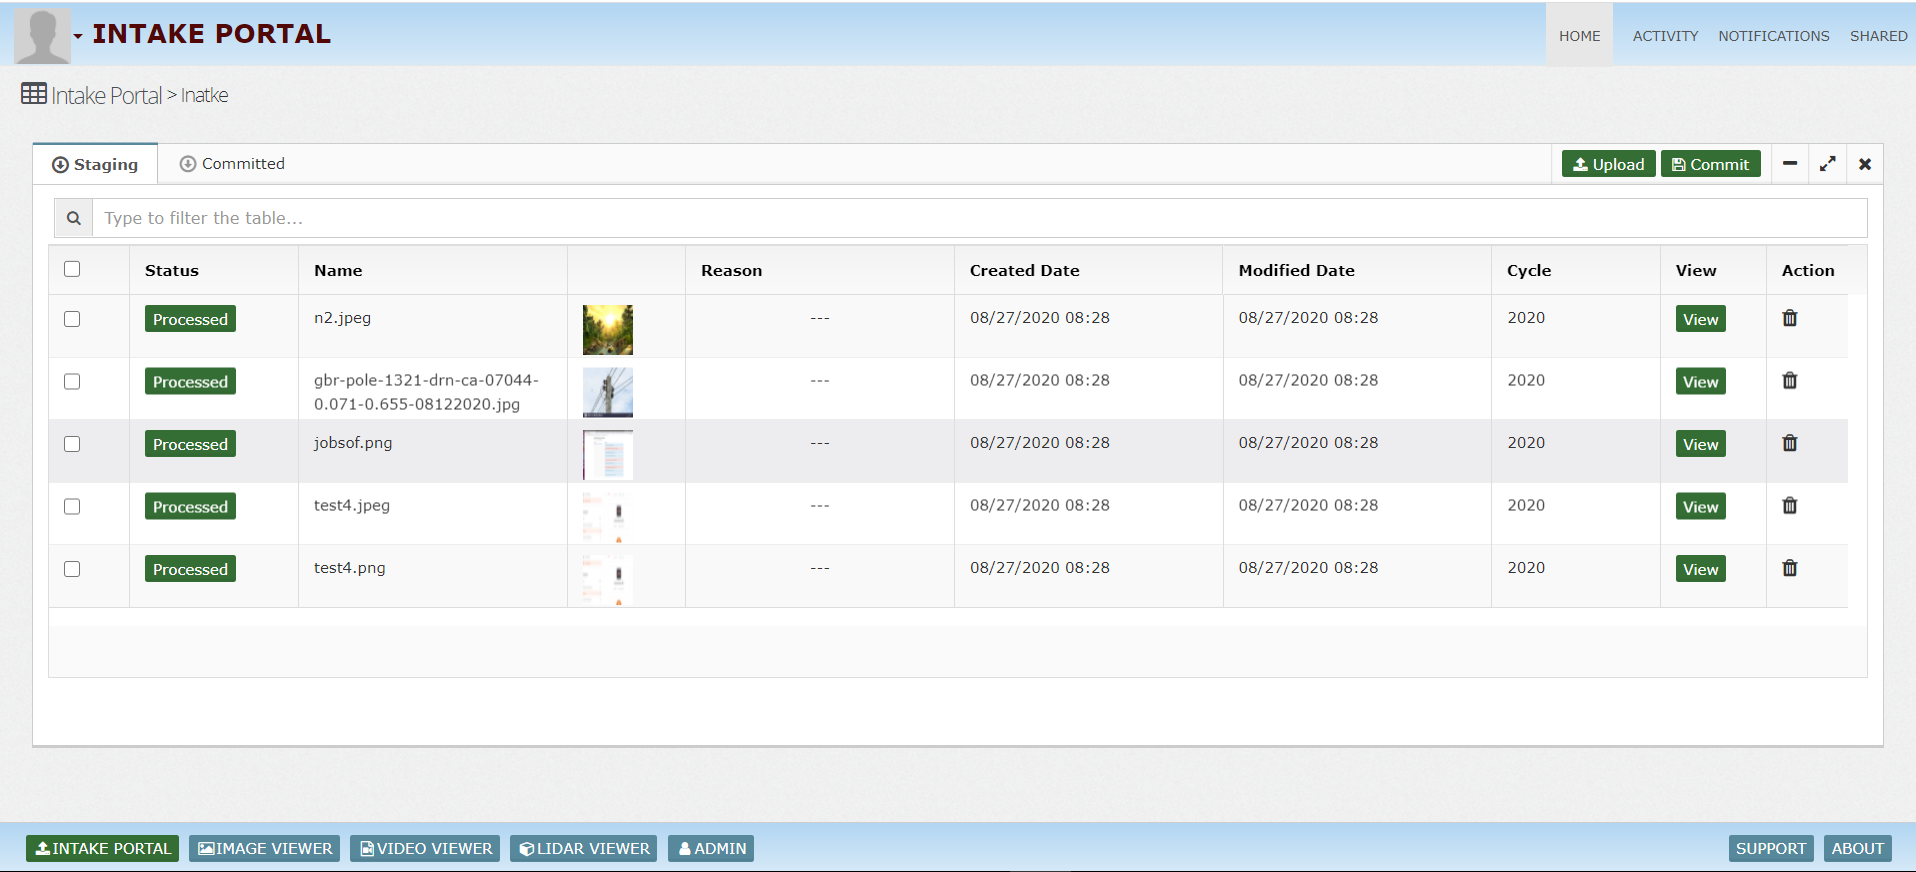 INTAKE PORTAL
HOME ACTIVITY NOTIFICATIONS SHARED
Intake Portal > Inatke
Staging Committed Upload Commit
Type to filter the table...
Status Name Reason Created Date Modified Date Cycle View Action
Processed n2.jpeg --- 08/27/2020 08:28 08/27/2020 08:28 2020 View
Processed gbr-pole-1321-drn-ca-07044- --- 08/27/2020 08:28 08/27/2020 08:28 2020 View
0.071-0.655-08122020.jpg
Processed jobsof.png --- 08/27/2020 08:28 08/27/2020 08:28 2020 View
Processed test4.jpeg --- 08/27/2020 08:28 08/27/2020 08:28 2020 View
Processed test4.png --- 08/27/2020 08:28 08/27/2020 08:28 2020 View
INTAKE PORTAL IMAGE VIEWER VIDEO VIEWER LIDAR VIEWER ADMIN SUPPORT ABOUT